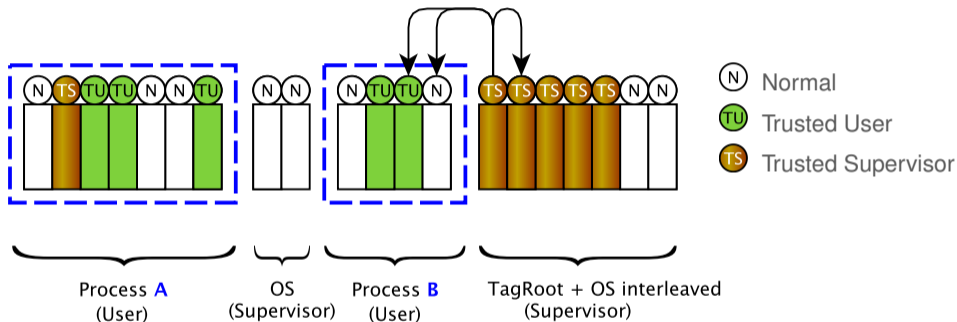 N TS TU TU N N TU N N N TU TU N TS TS TS TS TS N N
N Normal
TU Trusted User
TS Trusted Supervisor
Process A
(User)
OS
(Supervisor)
Process B
(User)
TagRoot + OS interleaved
(Supervisor)